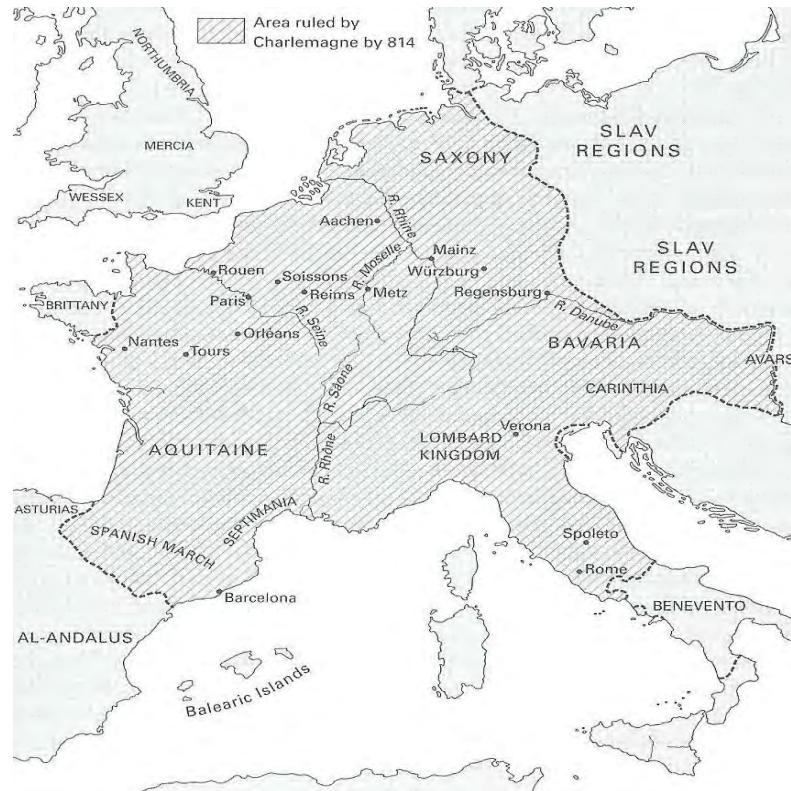 Area ruled by
Charlemagne by 814
NORTHUMBRIA
SLAV
REGIONS
MERCIA
SAXONY
WESSEX
KENT
R. Rhine
Aachen
SLAV
REGIONS
Mainz
R. Moselle
Würzburg
Rouen
Soissons
Paris
Reims
Metz
Regensburg
BRITTANY
R. Seine
R. Danube
Orléans
Nantes
Tours
BAVARIA
AVARS
R. Sâone
CARINTHIA
Verona
LOMBARD
KINGDOM
AQUITAINE
R. Rhône
ASTURIAS
SEPTIMANIA
SPANISH MARCH
Spoleto
Rome
Barcelona
BENEVENTO
AL-ANDALUS
Balearic Islands